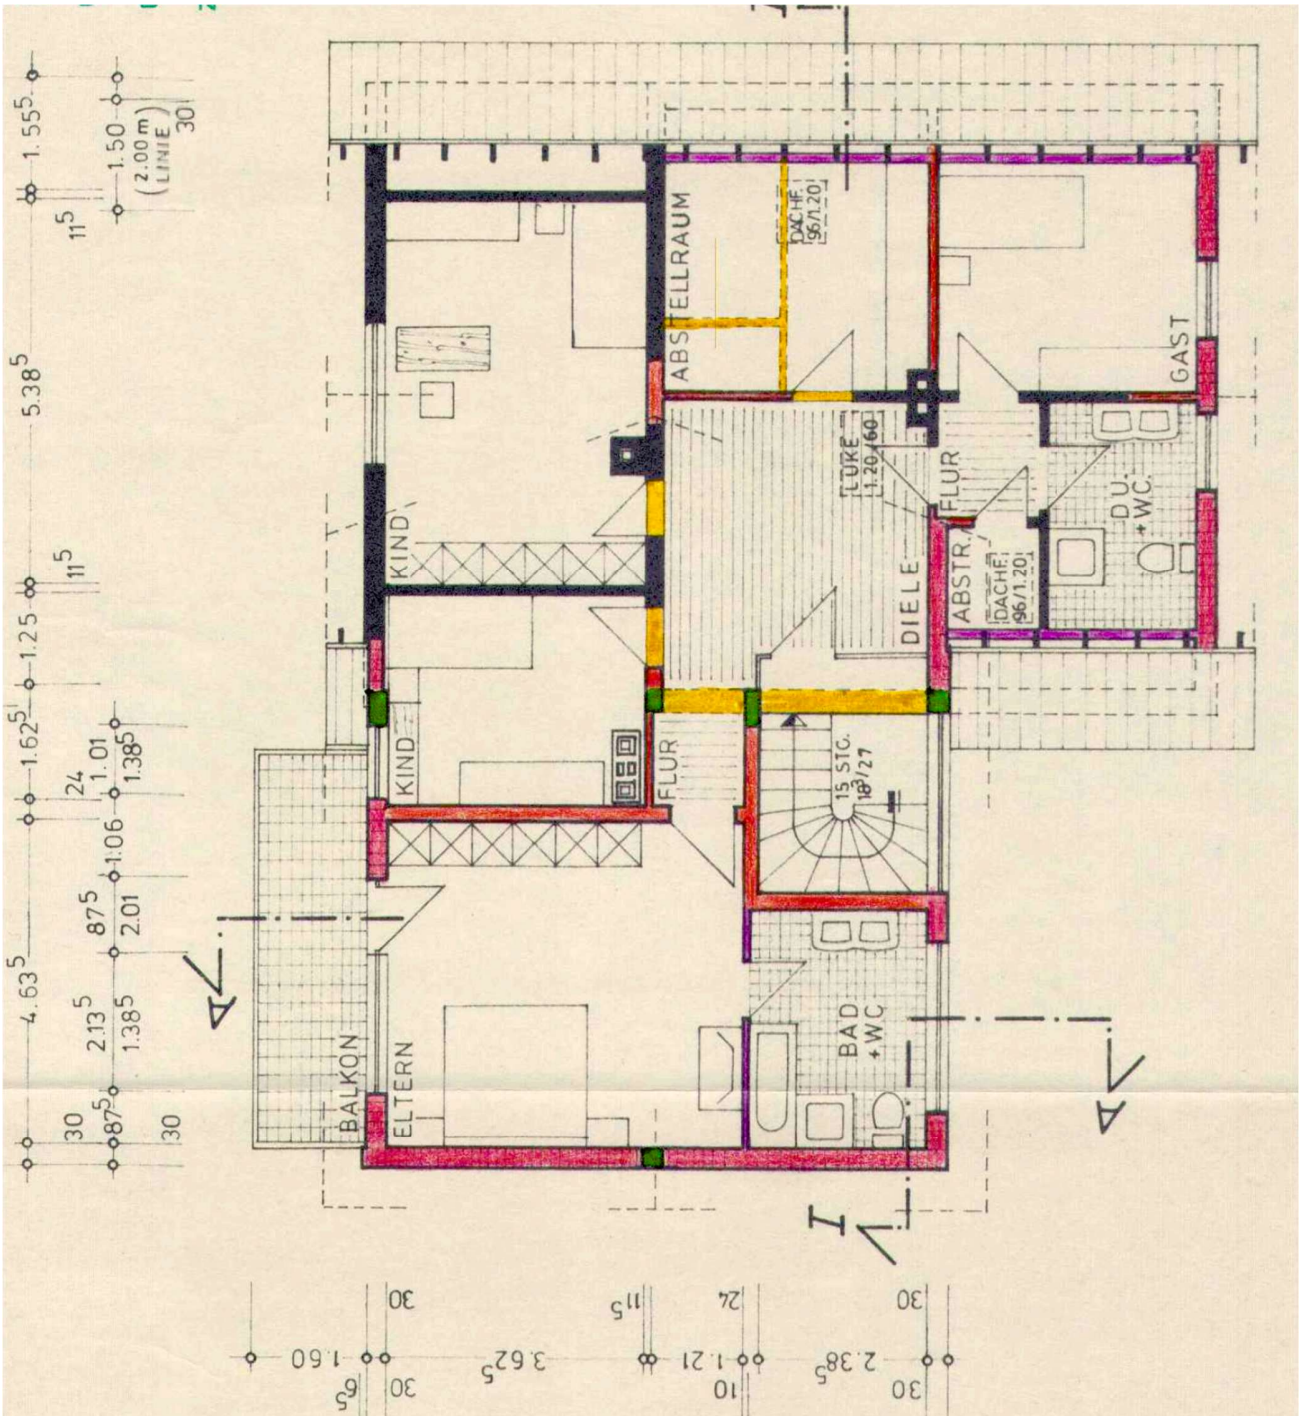 1.55⁵
1.50
(2.00 m)
LINIE
30
11⁵
5.38⁵
11⁵
1.25
1.62⁵
24
1.01
1.38⁵
1.06
87⁵
2.01
4.63⁵
2.13⁵
1.38⁵
30
87⁵
30
ABSTELLRAUM
DACHF.
96/1.20
GAST
KIND
LUKE
1.20/60
FLUR
DU.
+WC.
ABSTR.
DACHF.
96/1.20
DIELE
KIND
FLUR
15 STG.
18³/27
BALKON
ELTERN
BAD
+WC
A
A
I
30
11⁵
24
30
1.60
3.62⁵
1.21
2.38⁵
6⁵
30
10
30